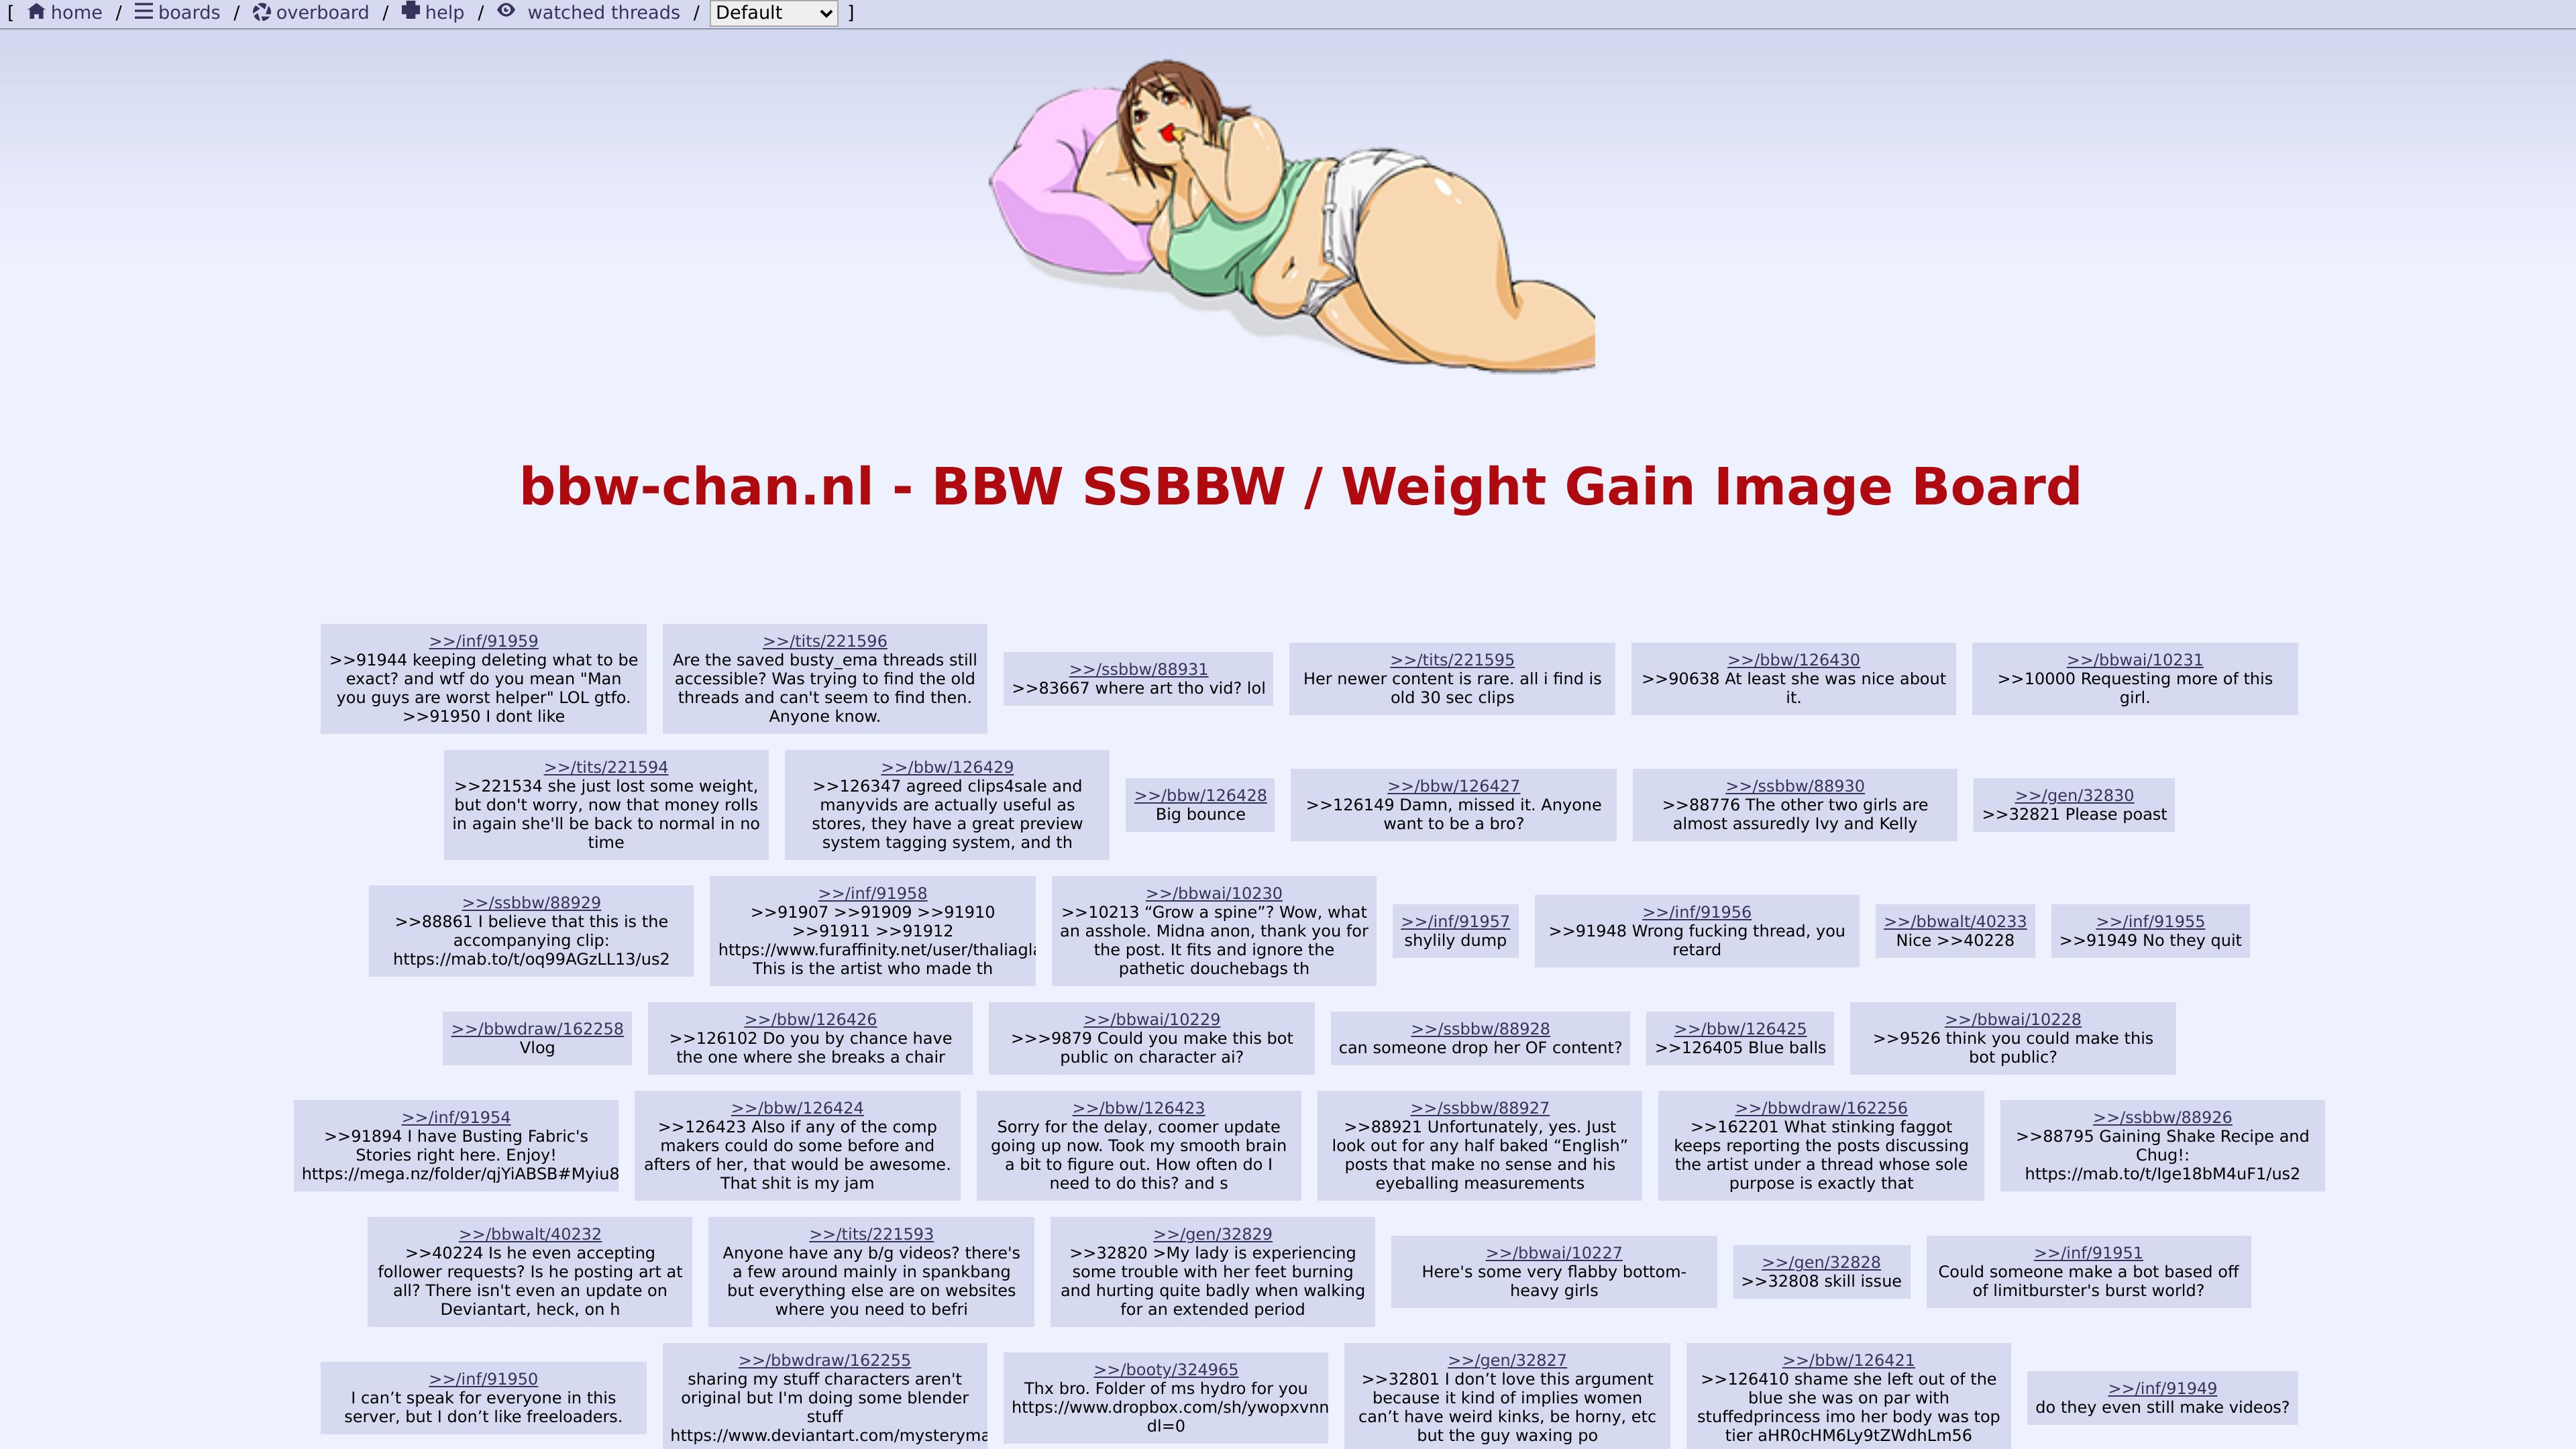 [ home / boards / overboard / help / watched threads / Default ]
bbw-chan.nl - BBW SSBBW / Weight Gain Image Board
>>/inf/91959
>>91944 keeping deleting what to be
exact? and wtf do you mean "Man
you guys are worst helper" LOL gtfo.
>>91950 I dont like
>>/tits/221596
Are the saved busty_ema threads still
accessible? Was trying to find the old
threads and can't seem to find then.
Anyone know.
>>/ssbbw/88931
>>83667 where art tho vid? lol
>>/tits/221595
Her newer content is rare. all i find is
old 30 sec clips
>>/bbw/126430
>>90638 At least she was nice about
it.
>>/bbwai/10231
>>10000 Requesting more of this
girl.
>>/tits/221594
>>221534 she just lost some weight,
but don't worry, now that money rolls
in again she'll be back to normal in no
time
>>/bbw/126429
>>126347 agreed clips4sale and
manyvids are actually useful as
stores, they have a great preview
system tagging system, and th
>>/bbw/126428
Big bounce
>>/bbw/126427
>>126149 Damn, missed it. Anyone
want to be a bro?
>>/ssbbw/88930
>>88776 The other two girls are
almost assuredly Ivy and Kelly
>>/gen/32830
>>32821 Please poast
>>/ssbbw/88929
>>88861 I believe that this is the
accompanying clip:
https://mab.to/t/oq99AGzLL13/us2
>>/inf/91958
>>91907 >>91909 >>91910
>>91911 >>91912
https://www.furaffinity.net/user/thaliagla
This is the artist who made th
>>/bbwai/10230
>>10213 “Grow a spine”? Wow, what
an asshole. Midna anon, thank you for
the post. It fits and ignore the
pathetic douchebags th
>>/inf/91957
shylily dump
>>/inf/91956
>>91948 Wrong fucking thread, you
retard
>>/bbwalt/40233
Nice >>40228
>>/inf/91955
>>91949 No they quit
>>/bbwdraw/162258
Vlog
>>/bbw/126426
>>126102 Do you by chance have
the one where she breaks a chair
>>/bbwai/10229
>>>9879 Could you make this bot
public on character ai?
>>/ssbbw/88928
can someone drop her OF content?
>>/bbw/126425
>>126405 Blue balls
>>/bbwai/10228
>>9526 think you could make this
bot public?
>>/inf/91954
>>91894 I have Busting Fabric's
Stories right here. Enjoy!
https://mega.nz/folder/qjYiABSB#Myiu8
>>/bbw/126424
>>126423 Also if any of the comp
makers could do some before and
afters of her, that would be awesome.
That shit is my jam
>>/bbw/126423
Sorry for the delay, coomer update
going up now. Took my smooth brain
a bit to figure out. How often do I
need to do this? and s
>>/ssbbw/88927
>>88921 Unfortunately, yes. Just
look out for any half baked “English”
posts that make no sense and his
eyeballing measurements
>>/bbwdraw/162256
>>162201 What stinking faggot
keeps reporting the posts discussing
the artist under a thread whose sole
purpose is exactly that
>>/ssbbw/88926
>>88795 Gaining Shake Recipe and
Chug!:
https://mab.to/t/Ige18bM4uF1/us2
>>/bbwalt/40232
>>40224 Is he even accepting
follower requests? Is he posting art at
all? There isn't even an update on
Deviantart, heck, on h
>>/tits/221593
Anyone have any b/g videos? there's
a few around mainly in spankbang
but everything else are on websites
where you need to befri
>>/gen/32829
>>32820 >My lady is experiencing
some trouble with her feet burning
and hurting quite badly when walking
for an extended period
>>/bbwai/10227
Here's some very flabby bottom-
heavy girls
>>/gen/32828
>>32808 skill issue
>>/inf/91951
Could someone make a bot based off
of limitburster's burst world?
>>/inf/91950
I can’t speak for everyone in this
server, but I don’t like freeloaders.
>>/bbwdraw/162255
sharing my stuff characters aren't
original but I'm doing some blender
stuff
https://www.deviantart.com/mysteryma
>>/booty/324965
Thx bro. Folder of ms hydro for you
https://www.dropbox.com/sh/ywopxvnn
dl=0
>>/gen/32827
>>32801 I don’t love this argument
because it kind of implies women
can’t have weird kinks, be horny, etc
but the guy waxing po
>>/bbw/126421
>>126410 shame she left out of the
blue she was on par with
stuffedprincess imo her body was top
tier aHR0cHM6Ly9tZWdhLm56
>>/inf/91949
do they even still make videos?